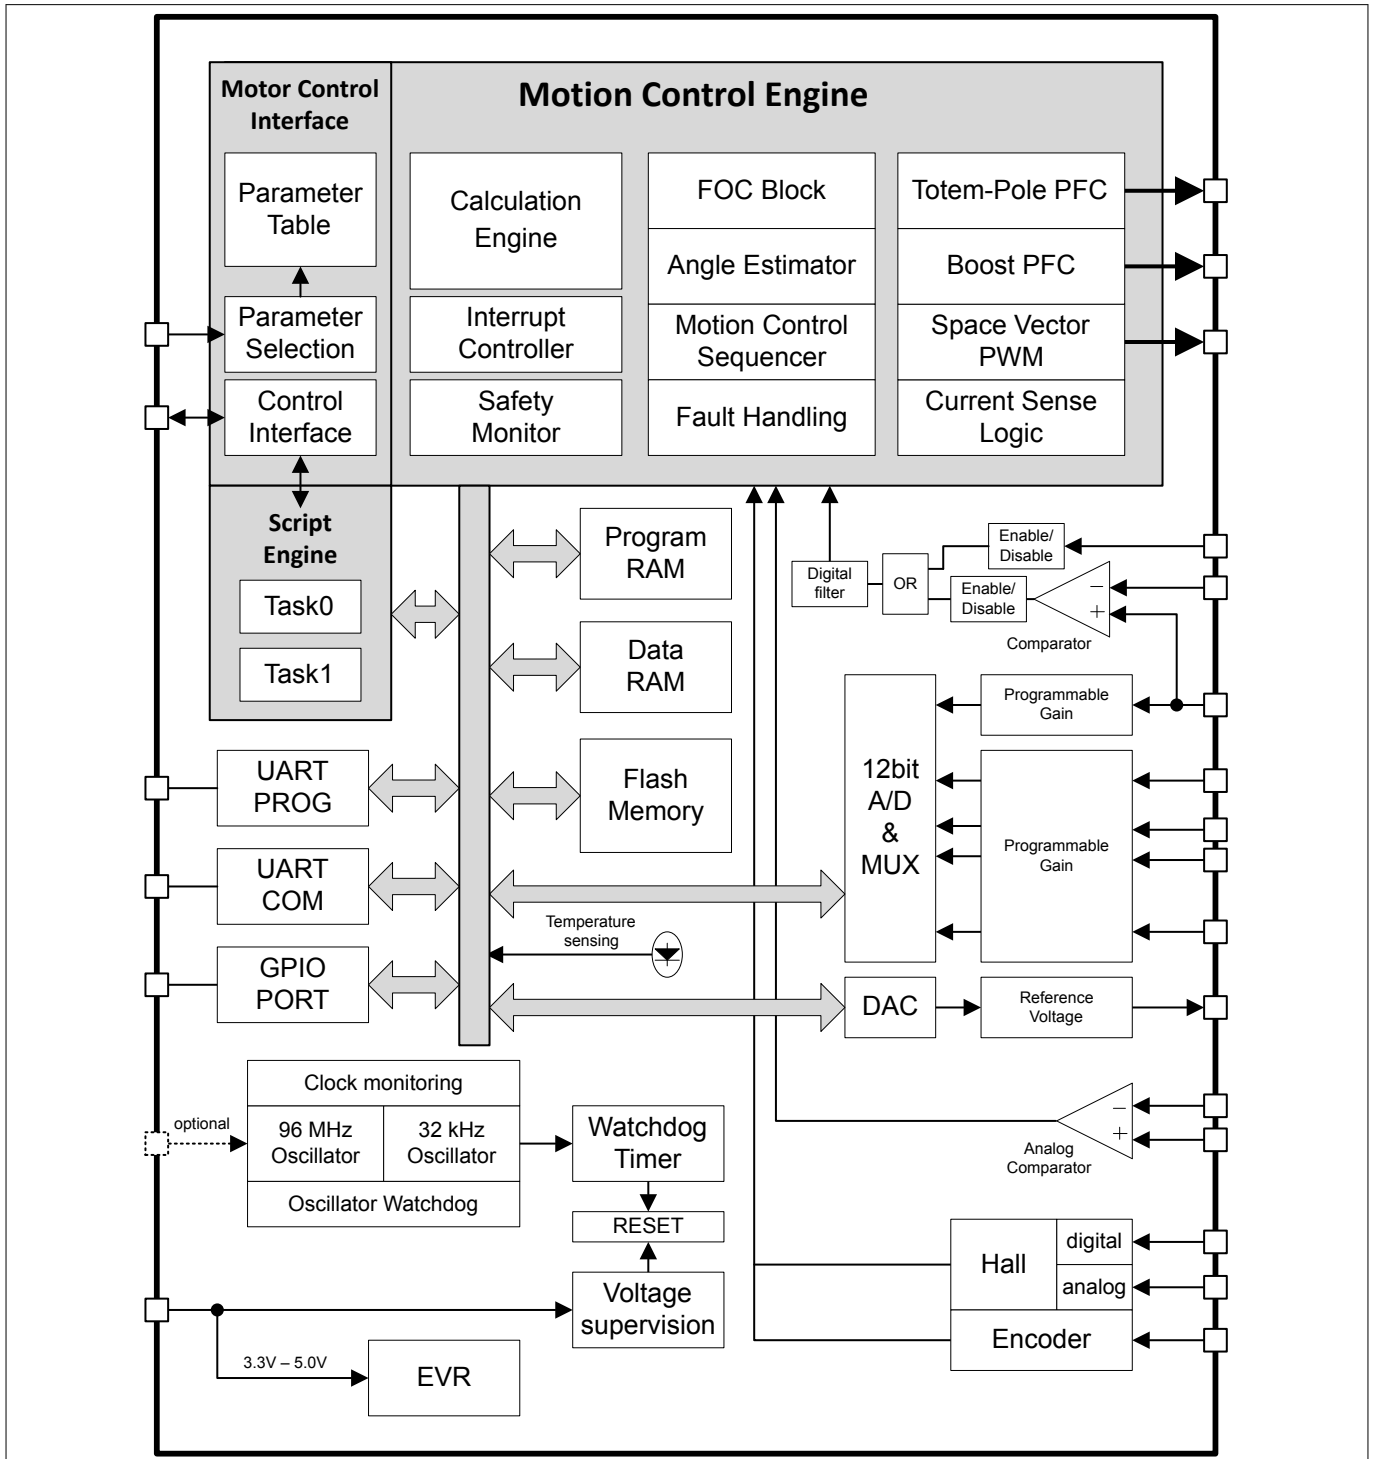 Motor Control
Interface
Motion Control Engine
Parameter
Table
Parameter
Selection
Control
Interface
Calculation
Engine
Interrupt
Controller
Safety
Monitor
FOC Block
Angle Estimator
Motion Control
Sequencer
Fault Handling
Totem-Pole PFC
Boost PFC
Space Vector
PWM
Current Sense
Logic
Script
Engine
Task0
Task1
Program
RAM
Data
RAM
Flash
Memory
Digital
filter
OR
Enable/
Disable
Enable/
Disable
−
+
Comparator
UART
PROG
UART
COM
GPIO
PORT
12bit
A/D
&
MUX
Programmable
Gain
Programmable
Gain
Temperature
sensing
DAC
Reference
Voltage
optional
Clock monitoring
96 MHz
Oscillator
32 kHz
Oscillator
Oscillator Watchdog
Watchdog
Timer
RESET
Voltage
supervision
3.3V – 5.0V
EVR
−
+
Analog
Comparator
Hall
digital
analog
Encoder